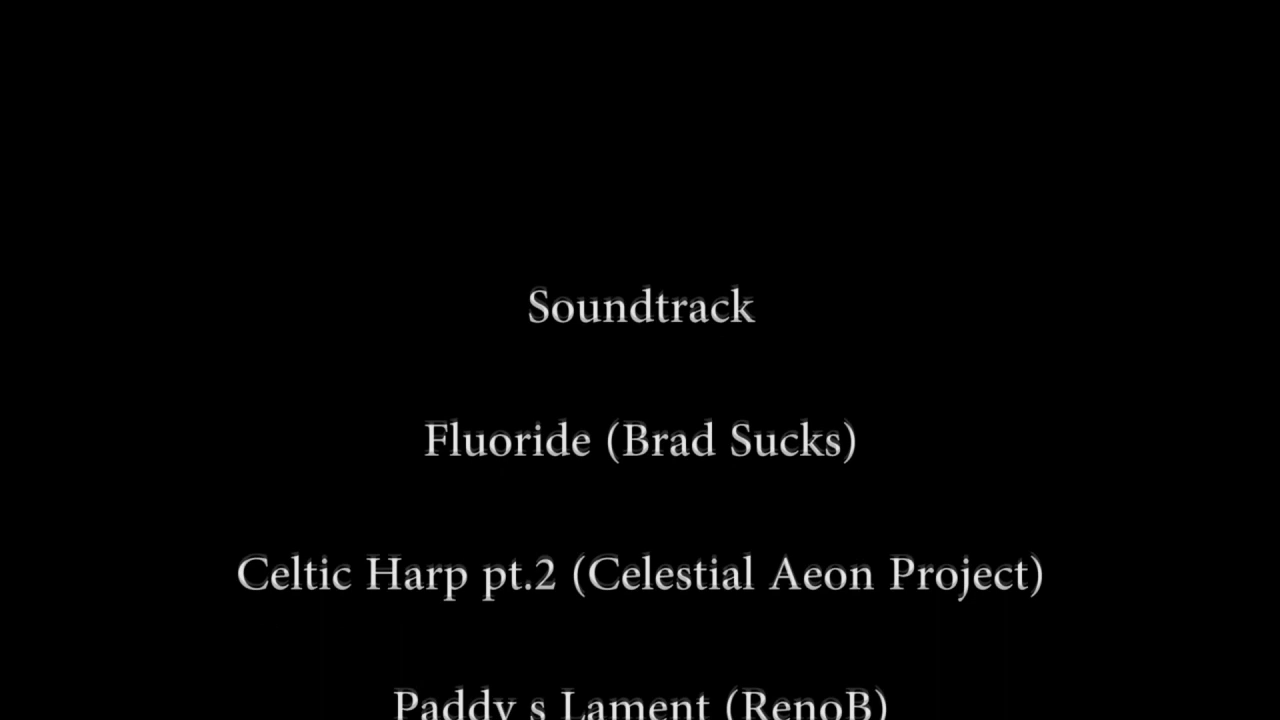 Soundtrack
Fluoride (Brad Sucks)
Celtic Harp pt.2 (Celestial Aeon Project)
Paddy s Lament (RenoB)